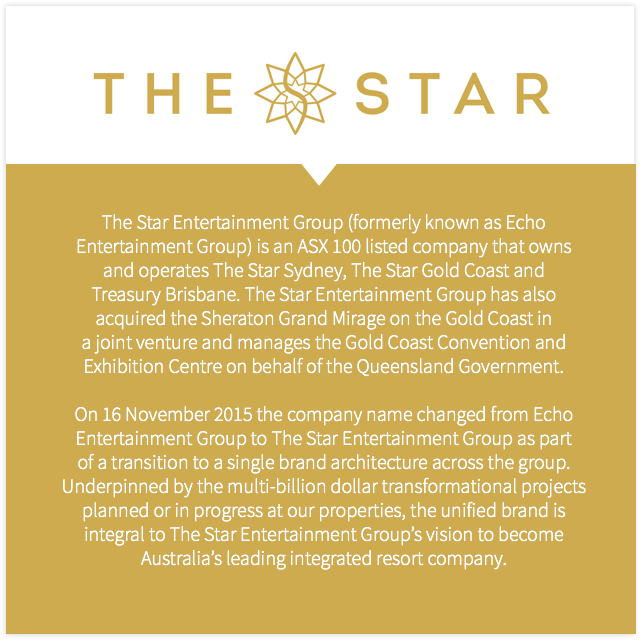 THE STAR
The Star Entertainment Group (formerly known as Echo
Entertainment Group) is an ASX 100 listed company that owns
and operates The Star Sydney, The Star Gold Coast and
Treasury Brisbane. The Star Entertainment Group has also
acquired the Sheraton Grand Mirage on the Gold Coast in
a joint venture and manages the Gold Coast Convention and
Exhibition Centre on behalf of the Queensland Government.
On 16 November 2015 the company name changed from Echo
Entertainment Group to The Star Entertainment Group as part
of a transition to a single brand architecture across the group.
Underpinned by the multi-billion dollar transformational projects
planned or in progress at our properties, the unified brand is
integral to The Star Entertainment Group’s vision to become
Australia’s leading integrated resort company.